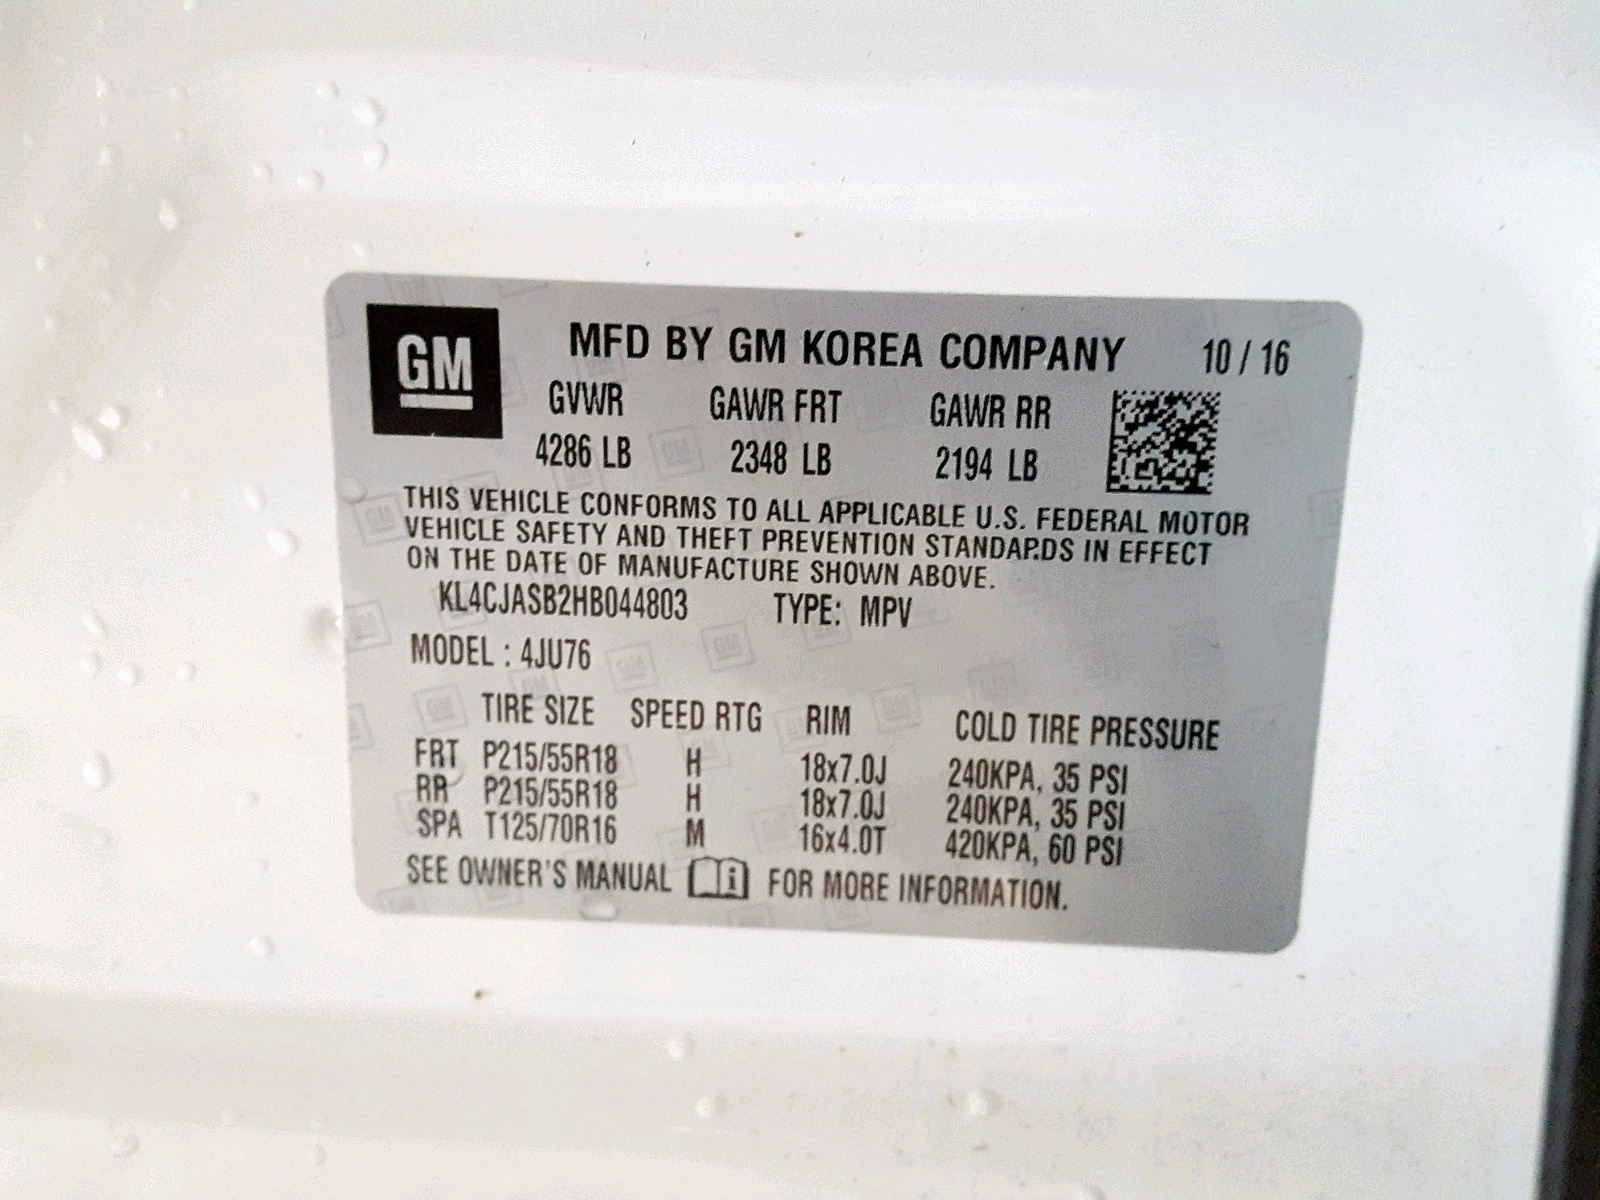 GM
MFD BY GM KOREA COMPANY 10 / 16
GVWR GAWR FRT GAWR RR
4286 LB 2348 LB 2194 LB
THIS VEHICLE CONFORMS TO ALL APPLICABLE U.S. FEDERAL MOTOR
VEHICLE SAFETY AND THEFT PREVENTION STANDARDS IN EFFECT
ON THE DATE OF MANUFACTURE SHOWN ABOVE.
KL4CJASB2HB044803 TYPE: MPV
MODEL : 4JU76
TIRE SIZE SPEED RTG RIM COLD TIRE PRESSURE
FRT P215/55R18 H 18x7.0J 240KPA, 35 PSI
RR P215/55R18 H 18x7.0J 240KPA, 35 PSI
SPA T125/70R16 M 16x4.0T 420KPA, 60 PSI
SEE OWNER'S MANUAL i FOR MORE INFORMATION.